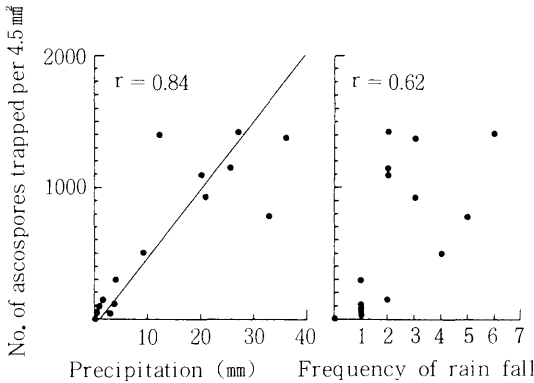 No. of ascospores trapped per 4.5 mm²
2000
1000
r = 0.84
10 20 30 40
Precipitation (mm)
r = 0.62
1 2 3 4 5 6 7
Frequency of rain fall